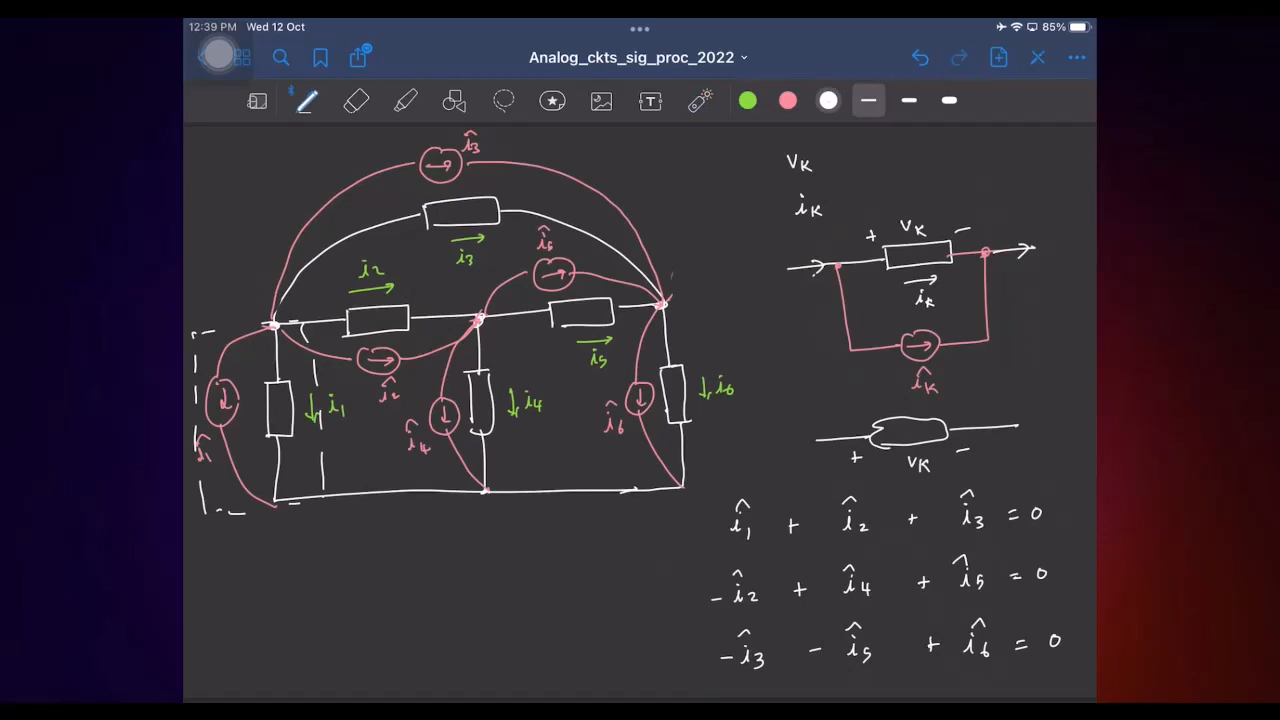 12:39 PM Wed 12 Oct
85%
Analog_ckts_sig_proc_2022
T
î3
vK
iK
+ vK −
iK
îK
+ vK −
i3
î5
i2
i5
î2
i1
î1
i4
î4
î6
i6
î1 + î2 + î3 = 0
−î2 + î4 + î5 = 0
−î3 − î5 + î6 = 0